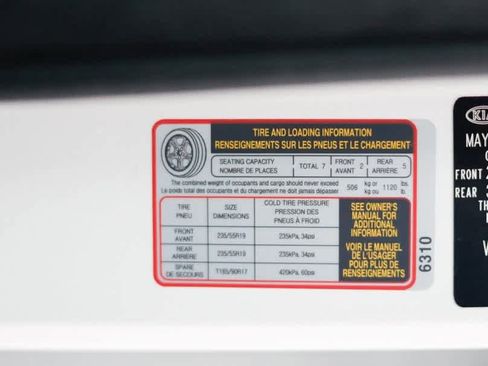 TIRE AND LOADING INFORMATION
RENSEIGNEMENTS SUR LES PNEUS ET LE CHARGEMENT
SEATING CAPACITY
NOMBRE DE PLACES
TOTAL 7
FRONT
AVANT 2
REAR
ARRIÈRE 5
The combined weight of occupants and cargo should never exceed
Le poids total des occupants et du chargement ne doit jamais dépasser
506 kg or
kg ou
1120 lbs.
lb.
TIRE
PNEU
SIZE
DIMENSIONS
COLD TIRE PRESSURE
PRESSION DES
PNEUS À FROID
FRONT
AVANT
235/55R19
235kPa, 34psi
REAR
ARRIÈRE
235/55R19
235kPa, 34psi
SPARE
DE SECOURS
T165/90R17
420kPa, 60psi
SEE OWNER'S
MANUAL FOR
ADDITIONAL
INFORMATION
VOIR LE MANUEL
DE L'USAGER
POUR PLUS DE
RENSEIGNEMENTS
6310
KIA
MAY
FRONT 2
REAR
TH